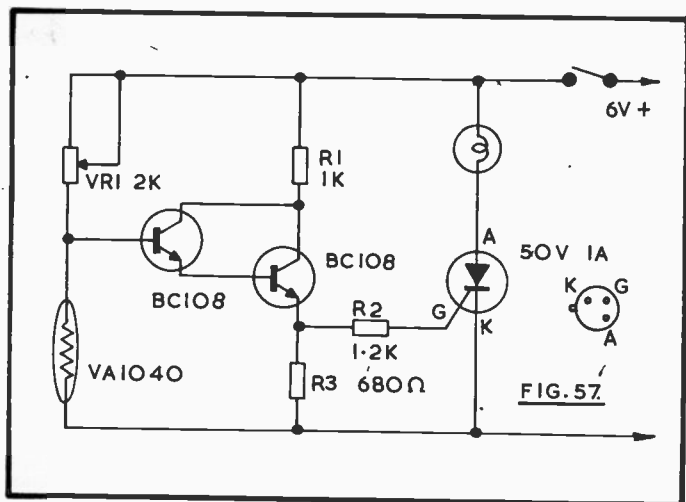 6V +
R1
1K
VR1 2K
A
50V 1A
BC108
BC108
K G
R2
G
K
1·2K
A
VA1040
R3 680Ω
FIG.57.